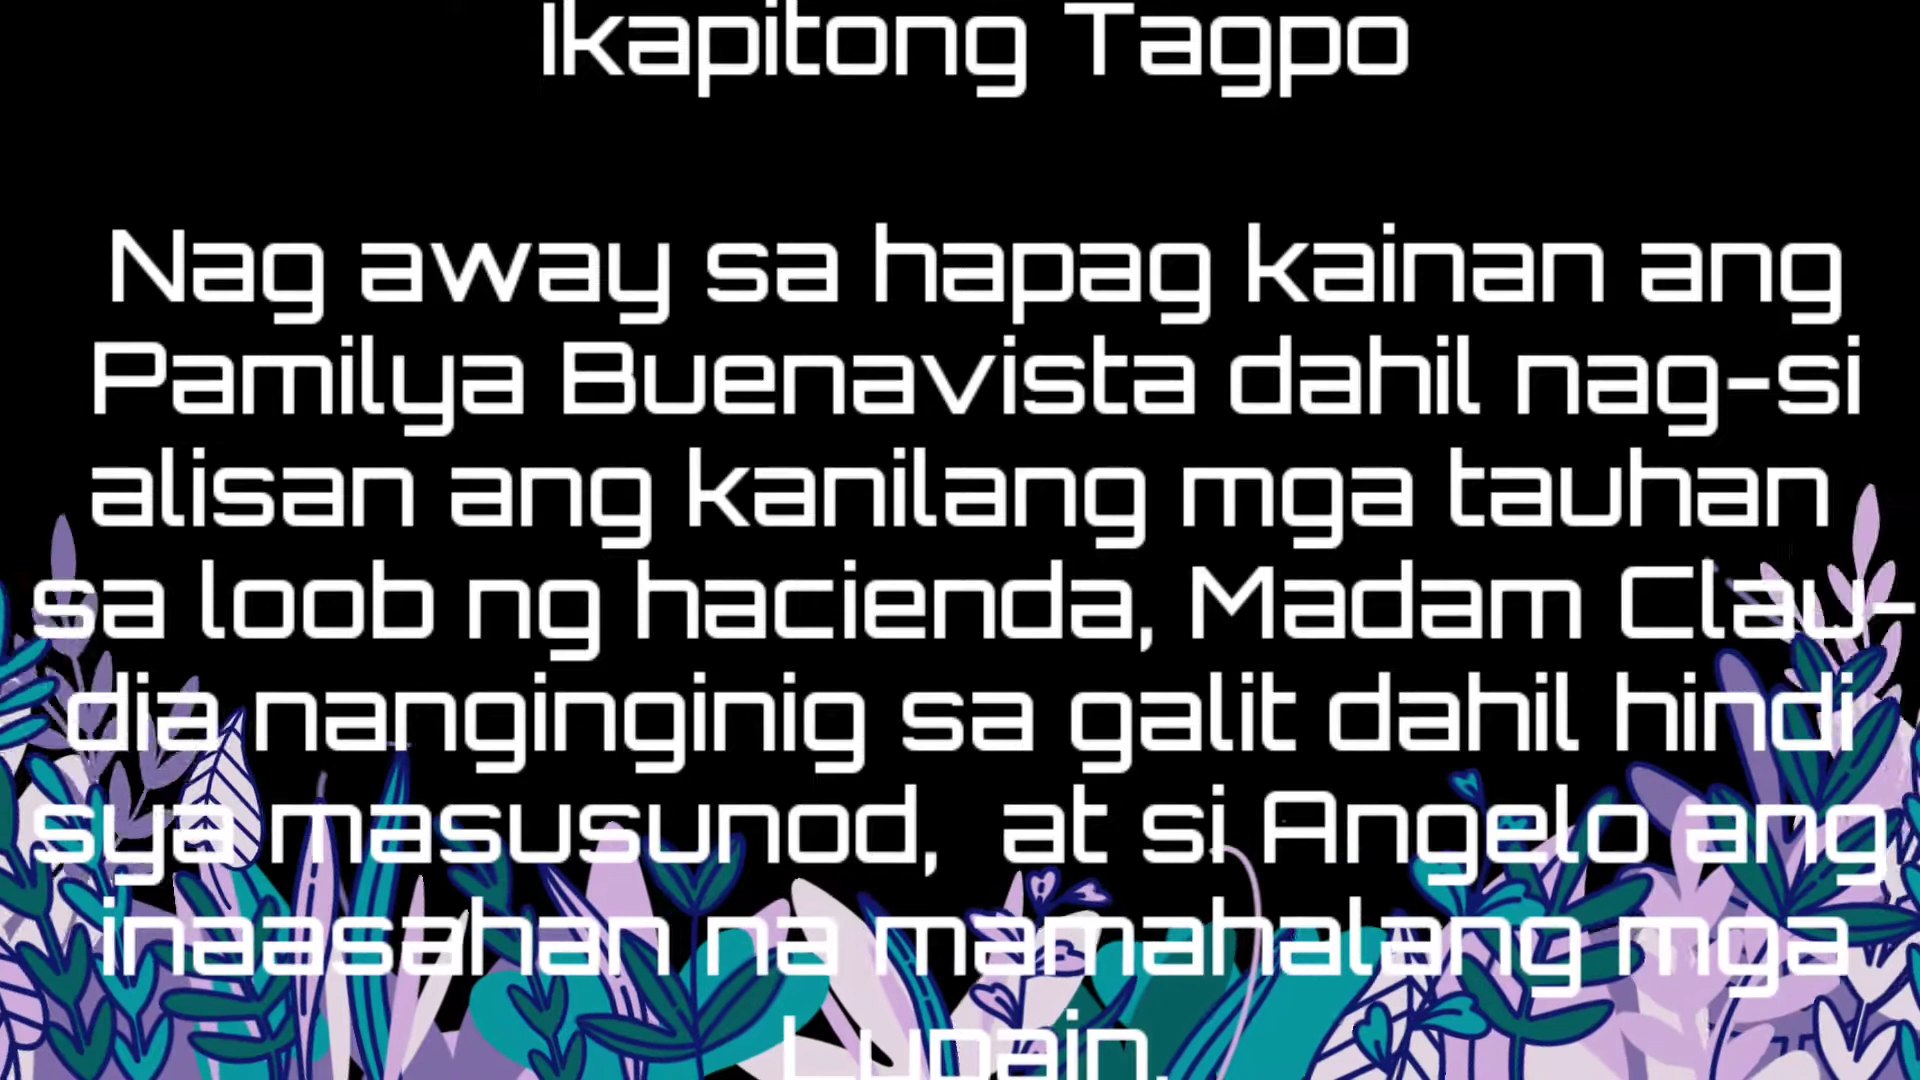 Ikapitong Tagpo
Nag away sa hapag kainan ang
Pamilya Buenavista dahil nag-si
alisan ang kanilang mga tauhan
sa loob ng hacienda, Madam Clau-
dia nanginginig sa galit dahil hindi
sya masusunod,  at si Angelo ang
inaasahan na mamahalang mga
Lupain.